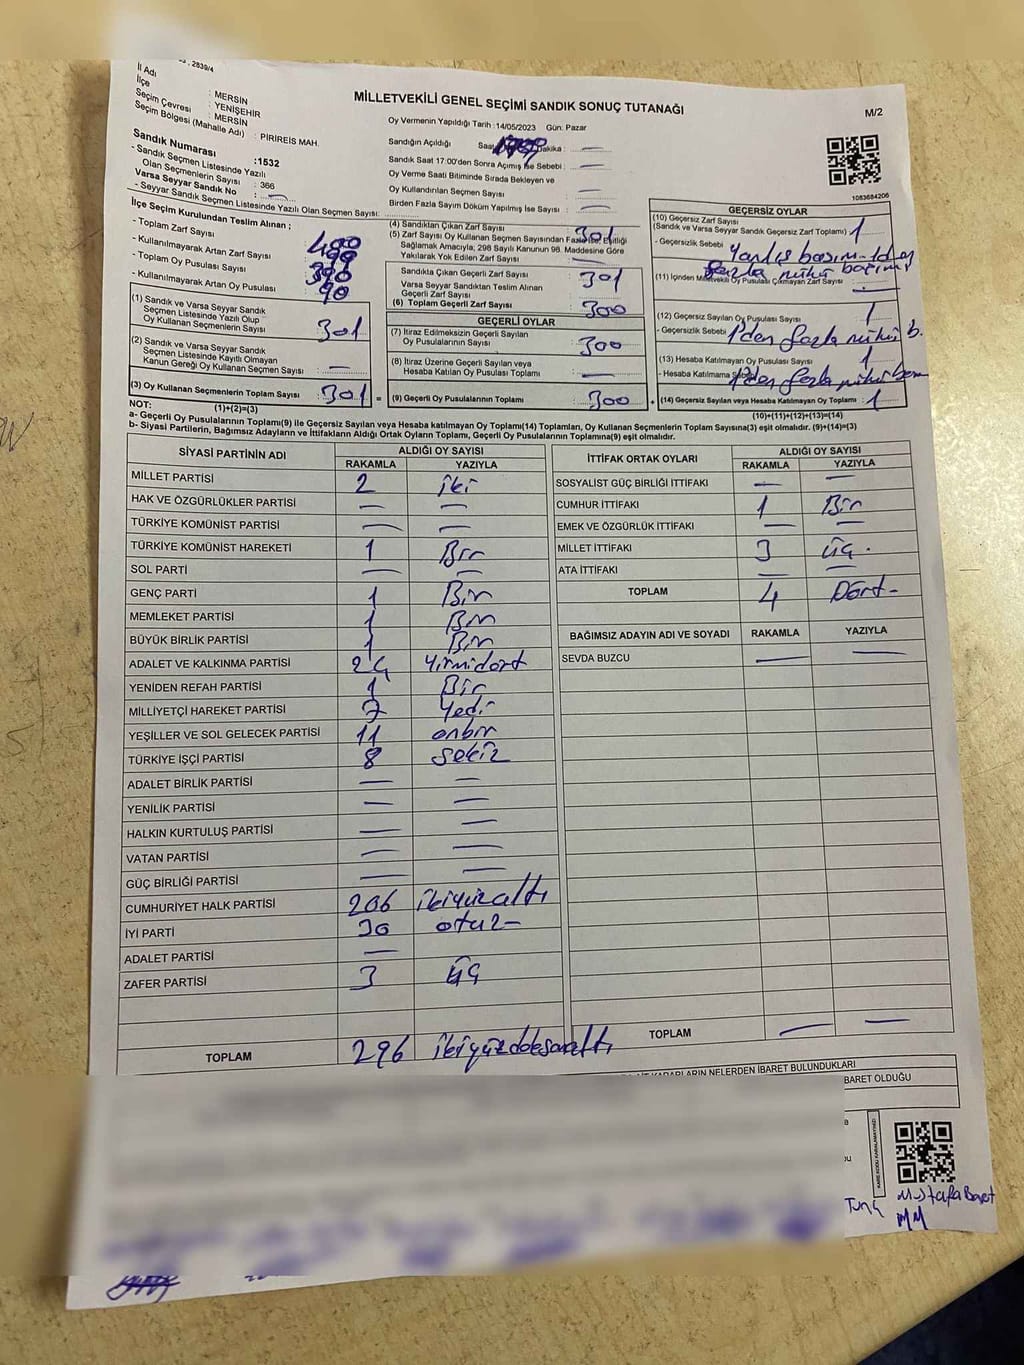 2839/4
İl Adı : MERSİN
İlçe : YENİŞEHİR
Seçim Çevresi : MERSİN
Seçim Bölgesi (Mahalle Adı) : PİRİREİS MAH.
MİLLETVEKİLİ GENEL SEÇİMİ SANDIK SONUÇ TUTANAĞI
M/2
Oy Vermenin Yapıldığı Tarih : 14/05/2023 Gün: Pazar
Sandığın Açıldığı Saat Dakika : —
Sandık Saat 17:00'den Sonra Açılmış İse Sebebi : —
Oy Verme Saati Bitiminde Sırada Bekleyen ve
Oy Kullandırılan Seçmen Sayısı —
Birden Fazla Sayım Döküm Yapılmış İse Sayısı : —
1083684206
Sandık Numarası : 1532
- Sandık Seçmen Listesinde Yazılı
Olan Seçmenlerin Sayısı : 366
Varsa Seyyar Sandık No : —
- Seyyar Sandık Seçmen Listesinde Yazılı Olan Seçmen Sayısı:
İlçe Seçim Kurulundan Teslim Alınan ;
- Toplam Zarf Sayısı : 400
- Kullanılmayarak Artan Zarf Sayısı : 99
- Toplam Oy Pusulası Sayısı : 390
- Kullanılmayarak Artan Oy Pusulası : 90
(1) Sandık ve Varsa Seyyar Sandık
Seçmen Listesinde Yazılı Olup
Oy Kullanan Seçmenlerin Sayısı : 301
(2) Sandık ve Varsa Seyyar Sandık
Seçmen Listesinde Kayıtlı Olmayan
Kanun Gereği Oy Kullanan Seçmen Sayısı : —
(3) Oy Kullanan Seçmenlerin Toplam Sayısı : 301 =
(1)+(2)=(3)
(4) Sandıktan Çıkan Zarf Sayısı : 301
(5) Zarf Sayısı Oy Kullanan Seçmen Sayısından Fazla İse, Eşitliği
Sağlamak Amacıyla; 298 Sayılı Kanunun 98. Maddesine Göre
Yakılarak Yok Edilen Zarf Sayısı : —
Sandıkta Çıkan Geçerli Zarf Sayısı : 301
Varsa Seyyar Sandıktan Teslim Alınan
Geçerli Zarf Sayısı : —
(6) Toplam Geçerli Zarf Sayısı : 300
GEÇERLİ OYLAR
(7) İtiraz Edilmeksizin Geçerli Sayılan
Oy Pusulalarının Sayısı : 300
(8) İtiraz Üzerine Geçerli Sayılan veya
Hesaba Katılan Oy Pusulası Toplamı : —
(9) Geçerli Oy Pusulalarının Toplamı : 300 +
GEÇERSİZ OYLAR
(10) Geçersiz Zarf Sayısı
(Sandık ve Varsa Seyyar Sandık Geçersiz Zarf Toplamı) : 1
- Geçersizlik Sebebi : Yanlış basım-1den
fazla mühür basımı
(11) İçinden Milletvekili Oy Pusulası Çıkmayan Zarf Sayısı : —
(12) Geçersiz Sayılan Oy Pusulası Sayısı : 1
- Geçersizlik Sebebi : 1'den fazla mühür b.
(13) Hesaba Katılmayan Oy Pusulası Sayısı : 1
- Hesaba Katılmama Sebebi : 1'den fazla mühür
(14) Geçersiz Sayılan veya Hesaba Katılmayan Oy Toplamı : 1
(10)+(11)+(12)+(13)=(14)
NOT:
a- Geçerli Oy Pusulalarının Toplamı(9) ile Geçersiz Sayılan veya Hesaba katılmayan Oy Toplamı(14) Toplamları, Oy Kullanan Seçmenlerin Toplam Sayısına(3) eşit olmalıdır. (9)+(14)=(3)
b- Siyasi Partilerin, Bağımsız Adayların ve İttifakların Aldığı Ortak Oyların Toplamı, Geçerli Oy Pusulalarının Toplamına(9) eşit olmalıdır.
SİYASİ PARTİNİN ADI ALDIĞI OY SAYISI
RAKAMLA YAZIYLA
MİLLET PARTİSİ 2 iki
HAK VE ÖZGÜRLÜKLER PARTİSİ — —
TÜRKİYE KOMÜNİST PARTİSİ — —
TÜRKİYE KOMÜNİST HAREKETİ 1 Bir
SOL PARTİ — —
GENÇ PARTİ 1 Bir
MEMLEKET PARTİSİ 1 Bir
BÜYÜK BİRLİK PARTİSİ 1 Bir
ADALET VE KALKINMA PARTİSİ 24 Yirmidört
YENİDEN REFAH PARTİSİ 1 Bir
MİLLİYETÇİ HAREKET PARTİSİ 7 Yedi
YEŞİLLER VE SOL GELECEK PARTİSİ 11 onbir
TÜRKİYE İŞÇİ PARTİSİ 8 Sekiz
ADALET BİRLİK PARTİSİ — —
YENİLİK PARTİSİ — —
HALKIN KURTULUŞ PARTİSİ — —
VATAN PARTİSİ — —
GÜÇ BİRLİĞİ PARTİSİ — —
CUMHURİYET HALK PARTİSİ 206 ikiyüzaltı
İYİ PARTİ 30 otuz-
ADALET PARTİSİ —
ZAFER PARTİSİ 3 üç
TOPLAM 296 ikiyüzdoksanaltı
İTTİFAK ORTAK OYLARI ALDIĞI OY SAYISI
RAKAMLA YAZIYLA
SOSYALİST GÜÇ BİRLİĞİ İTTİFAKI — —
CUMHUR İTTİFAKI 1 Bir
EMEK VE ÖZGÜRLÜK İTTİFAKI — —
MİLLET İTTİFAKI 3 üç.
ATA İTTİFAKI — —
TOPLAM 4 Dört-
BAĞIMSIZ ADAYIN ADI VE SOYADI RAKAMLA YAZIYLA
SEVDA BUZCU — —
TOPLAM — —
KARARLARIN NELERDEN İBARET BULUNDUKLARI
BARET OLDUĞU
Tunç
Mustafa Barat